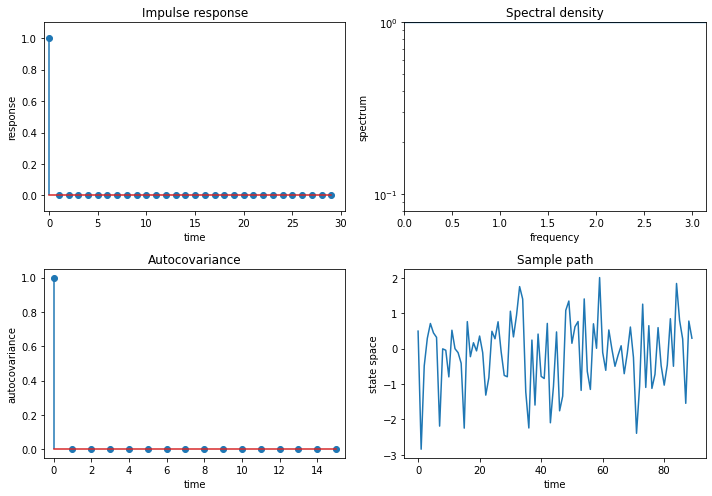 Impulse response
1.0
0.8
0.6
0.4
0.2
0.0
response
0 5 10 15 20 25 30
time
Spectral density
10⁰
10⁻¹
spectrum
0.0 0.5 1.0 1.5 2.0 2.5 3.0
frequency
Autocovariance
1.0
0.8
0.6
0.4
0.2
0.0
autocovariance
0 2 4 6 8 10 12 14
time
Sample path
2
1
0
−1
−2
−3
state space
0 20 40 60 80
time